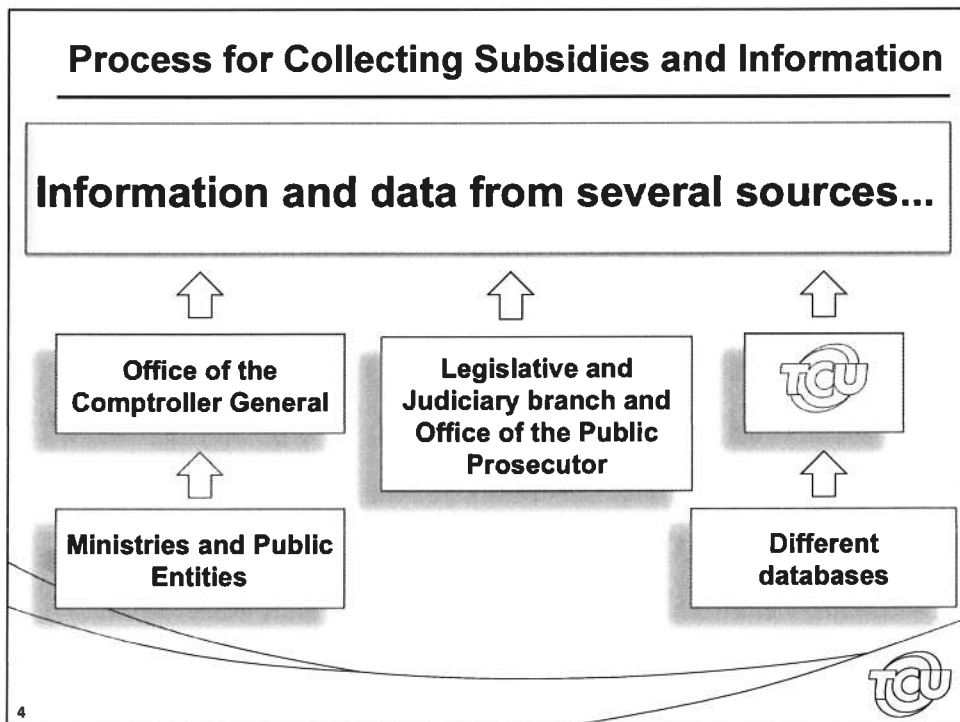 Process for Collecting Subsidies and Information
Information and data from several sources...
Office of the
Comptroller General
Legislative and
Judiciary branch and
Office of the Public
Prosecutor
TCU
Ministries and Public
Entities
Different
databases
TCU
4